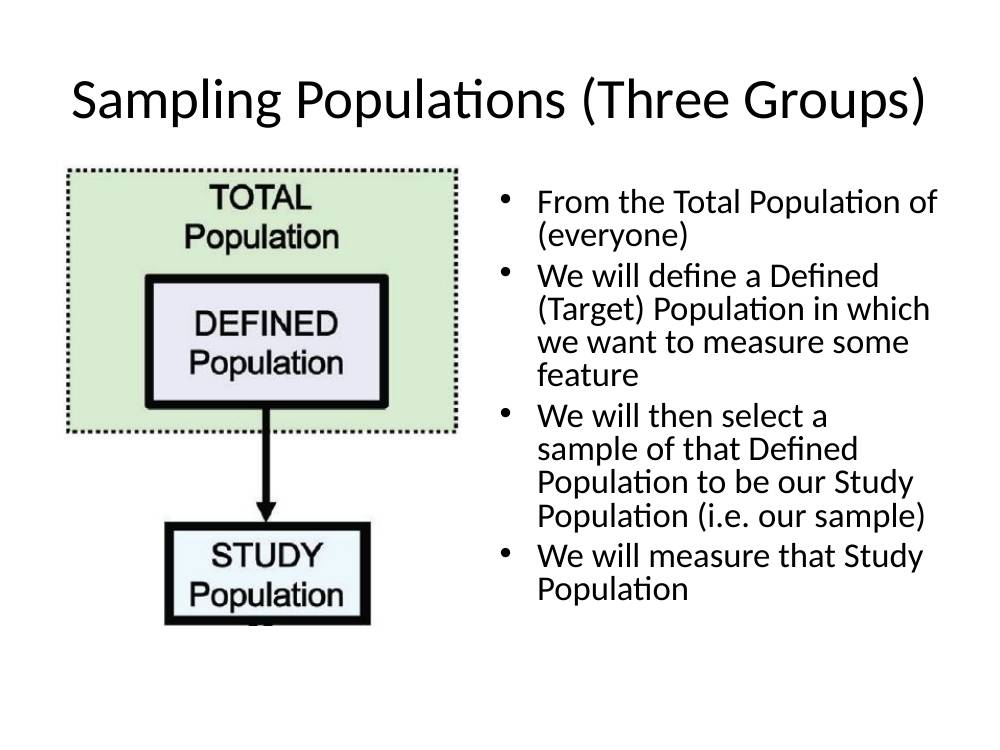 Sampling Populations (Three Groups)
TOTAL
Population
DEFINED
Population
STUDY
Population
• From the Total Population of
(everyone)
• We will define a Defined
(Target) Population in which
we want to measure some
feature
• We will then select a
sample of that Defined
Population to be our Study
Population (i.e. our sample)
• We will measure that Study
Population